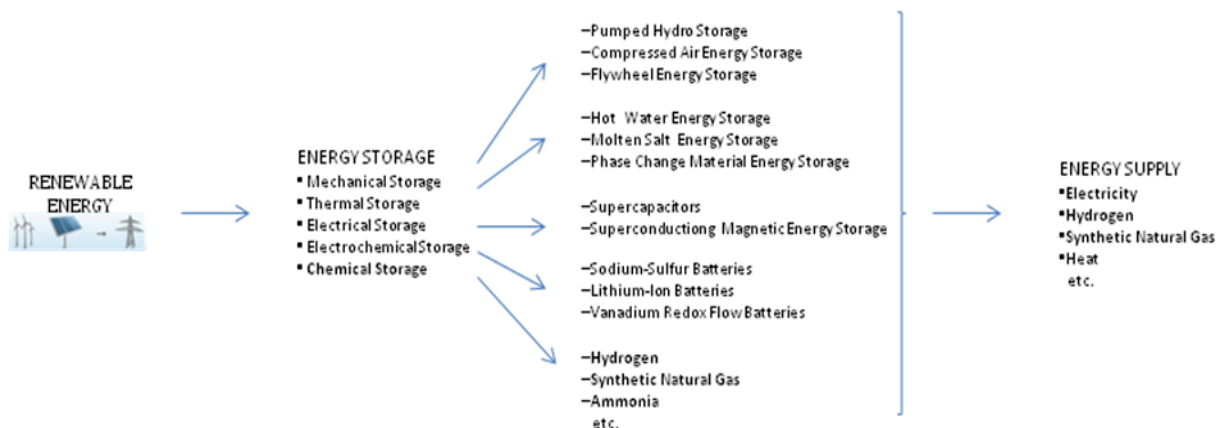 RENEWABLE
ENERGY
ENERGY STORAGE
▪ Mechanical Storage
▪ Thermal Storage
▪ Electrical Storage
▪ Electrochemical Storage
▪ Chemical Storage
–Pumped Hydro Storage
–Compressed Air Energy Storage
–Flywheel Energy Storage
–Hot Water Energy Storage
–Molten Salt Energy Storage
–Phase Change Material Energy Storage
–Supercapacitors
–Superconductiong Magnetic Energy Storage
–Sodium-Sulfur Batteries
–Lithium-Ion Batteries
–Vanadium Redox Flow Batteries
–Hydrogen
–Synthetic Natural Gas
–Ammonia
etc.
ENERGY SUPPLY
▪Electricity
▪Hydrogen
▪Synthetic Natural Gas
▪Heat
etc.